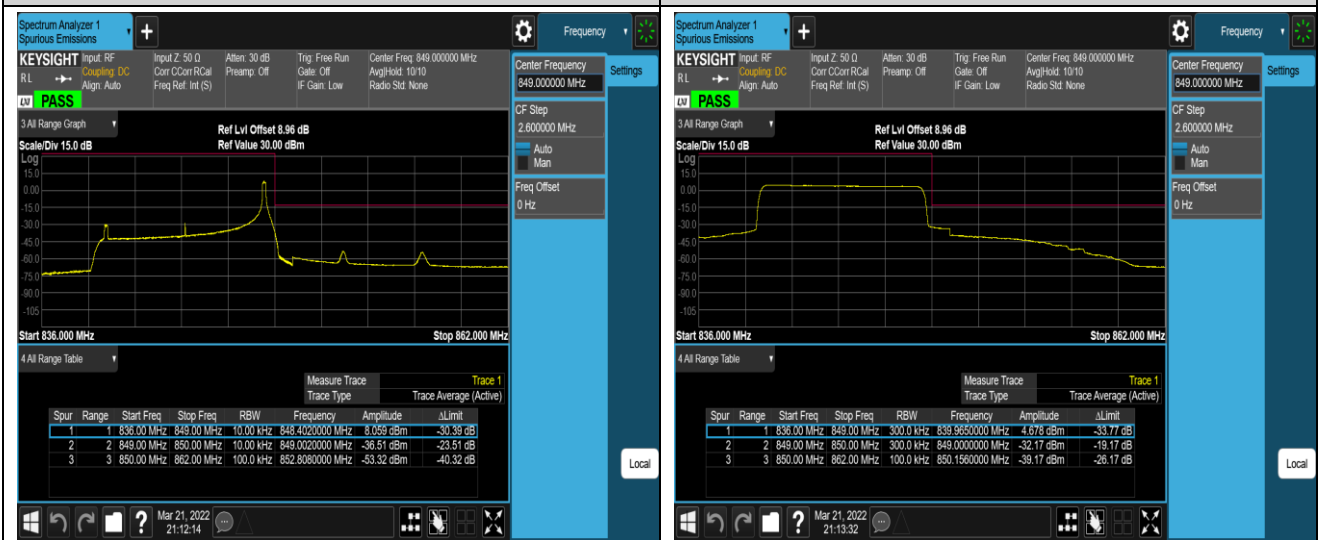 Spectrum Analyzer 1
Spurious Emissions
Frequency
KEYSIGHT Input: RF Input Z: 50 Ω Atten: 30 dB Trig: Free Run Center Freq: 849.000000 MHz
RL Coupling: DC Corr CCorr RCal Preamp: Off Gate: Off Avg|Hold: 10/10
Align: Auto Freq Ref: Int (S) IF Gain: Low Radio Std: None
LXI PASS
Center Frequency
849.000000 MHz
Settings
CF Step
2.600000 MHz
Auto
Man
Freq Offset
0 Hz
3 All Range Graph
Ref Lvl Offset 8.96 dB
Scale/Div 15.0 dB Ref Value 30.00 dBm
Log
15.0
0.00
-15.0
-30.0
-45.0
-60.0
-75.0
-90.0
-105
Start 836.000 MHz Stop 862.000 MHz
4 All Range Table
Measure Trace Trace 1
Trace Type Trace Average (Active)
Spur Range Start Freq Stop Freq RBW Frequency Amplitude ΔLimit
1 1 836.00 MHz 849.00 MHz 10.00 kHz 848.4020000 MHz 8.059 dBm -30.39 dB
2 2 849.00 MHz 850.00 MHz 10.00 kHz 849.0020000 MHz -36.51 dBm -23.51 dB
3 3 850.00 MHz 862.00 MHz 100.0 kHz 852.8080000 MHz -53.32 dBm -40.32 dB
Local
?
Mar 21, 2022
21:12:14
Spectrum Analyzer 1
Spurious Emissions
Frequency
KEYSIGHT Input: RF Input Z: 50 Ω Atten: 30 dB Trig: Free Run Center Freq: 849.000000 MHz
RL Coupling: DC Corr CCorr RCal Preamp: Off Gate: Off Avg|Hold: 10/10
Align: Auto Freq Ref: Int (S) IF Gain: Low Radio Std: None
LXI PASS
Center Frequency
849.000000 MHz
Settings
CF Step
2.600000 MHz
Auto
Man
Freq Offset
0 Hz
3 All Range Graph
Ref Lvl Offset 8.96 dB
Scale/Div 15.0 dB Ref Value 30.00 dBm
Log
15.0
0.00
-15.0
-30.0
-45.0
-60.0
-75.0
-90.0
-105
Start 836.000 MHz Stop 862.000 MHz
4 All Range Table
Measure Trace Trace 1
Trace Type Trace Average (Active)
Spur Range Start Freq Stop Freq RBW Frequency Amplitude ΔLimit
1 1 836.00 MHz 849.00 MHz 300.0 kHz 839.9650000 MHz 4.678 dBm -33.77 dB
2 2 849.00 MHz 850.00 MHz 300.0 kHz 849.0000000 MHz -32.17 dBm -19.17 dB
3 3 850.00 MHz 862.00 MHz 100.0 kHz 850.1560000 MHz -39.17 dBm -26.17 dB
Local
?
Mar 21, 2022
21:13:32